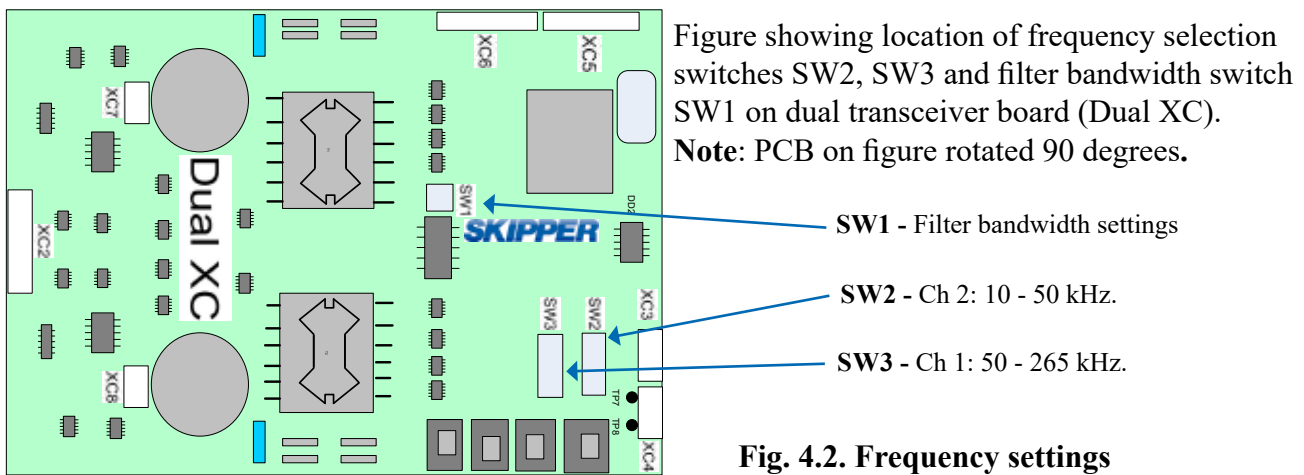 XC6
XC5
Figure showing location of frequency selection
switches SW2, SW3 and filter bandwidth switch
SW1 on dual transceiver board (Dual XC).
Note: PCB on figure rotated 90 degrees.
XC7
Dual XC
SW1
DD2
SKIPPER
SW1 - Filter bandwidth settings
XC2
SW3
SW2
XC3
SW2 - Ch 2: 10 - 50 kHz.
SW3 - Ch 1: 50 - 265 kHz.
XC8
TP7
TP8
XC4
Fig. 4.2. Frequency settings